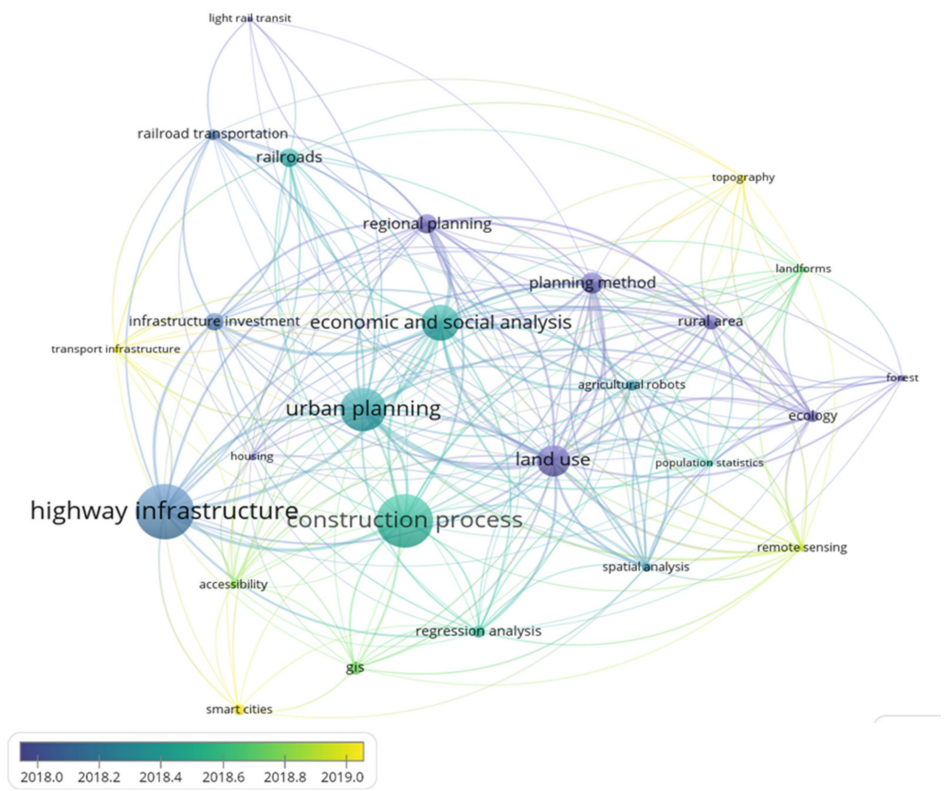 light rail transit
railroad transportation
railroads
topography
regional planning
landforms
planning method
infrastructure investment
economic and social analysis
rural area
transport infrastructure
forest
agricultural robots
urban planning
ecology
housing
land use
population statistics
highway infrastructure
construction process
remote sensing
spatial analysis
accessibility
regression analysis
gis
smart cities
2018.0 2018.2 2018.4 2018.6 2018.8 2019.0